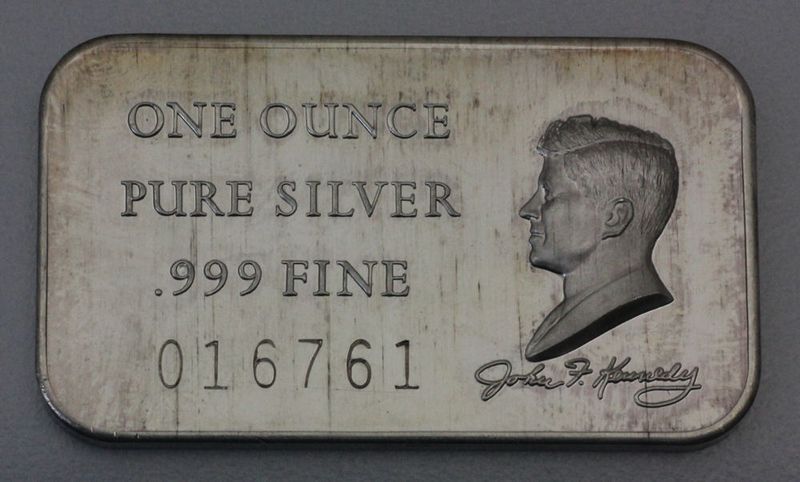 ONE OUNCE
PURE SILVER
.999 FINE
016761
John F. Kennedy